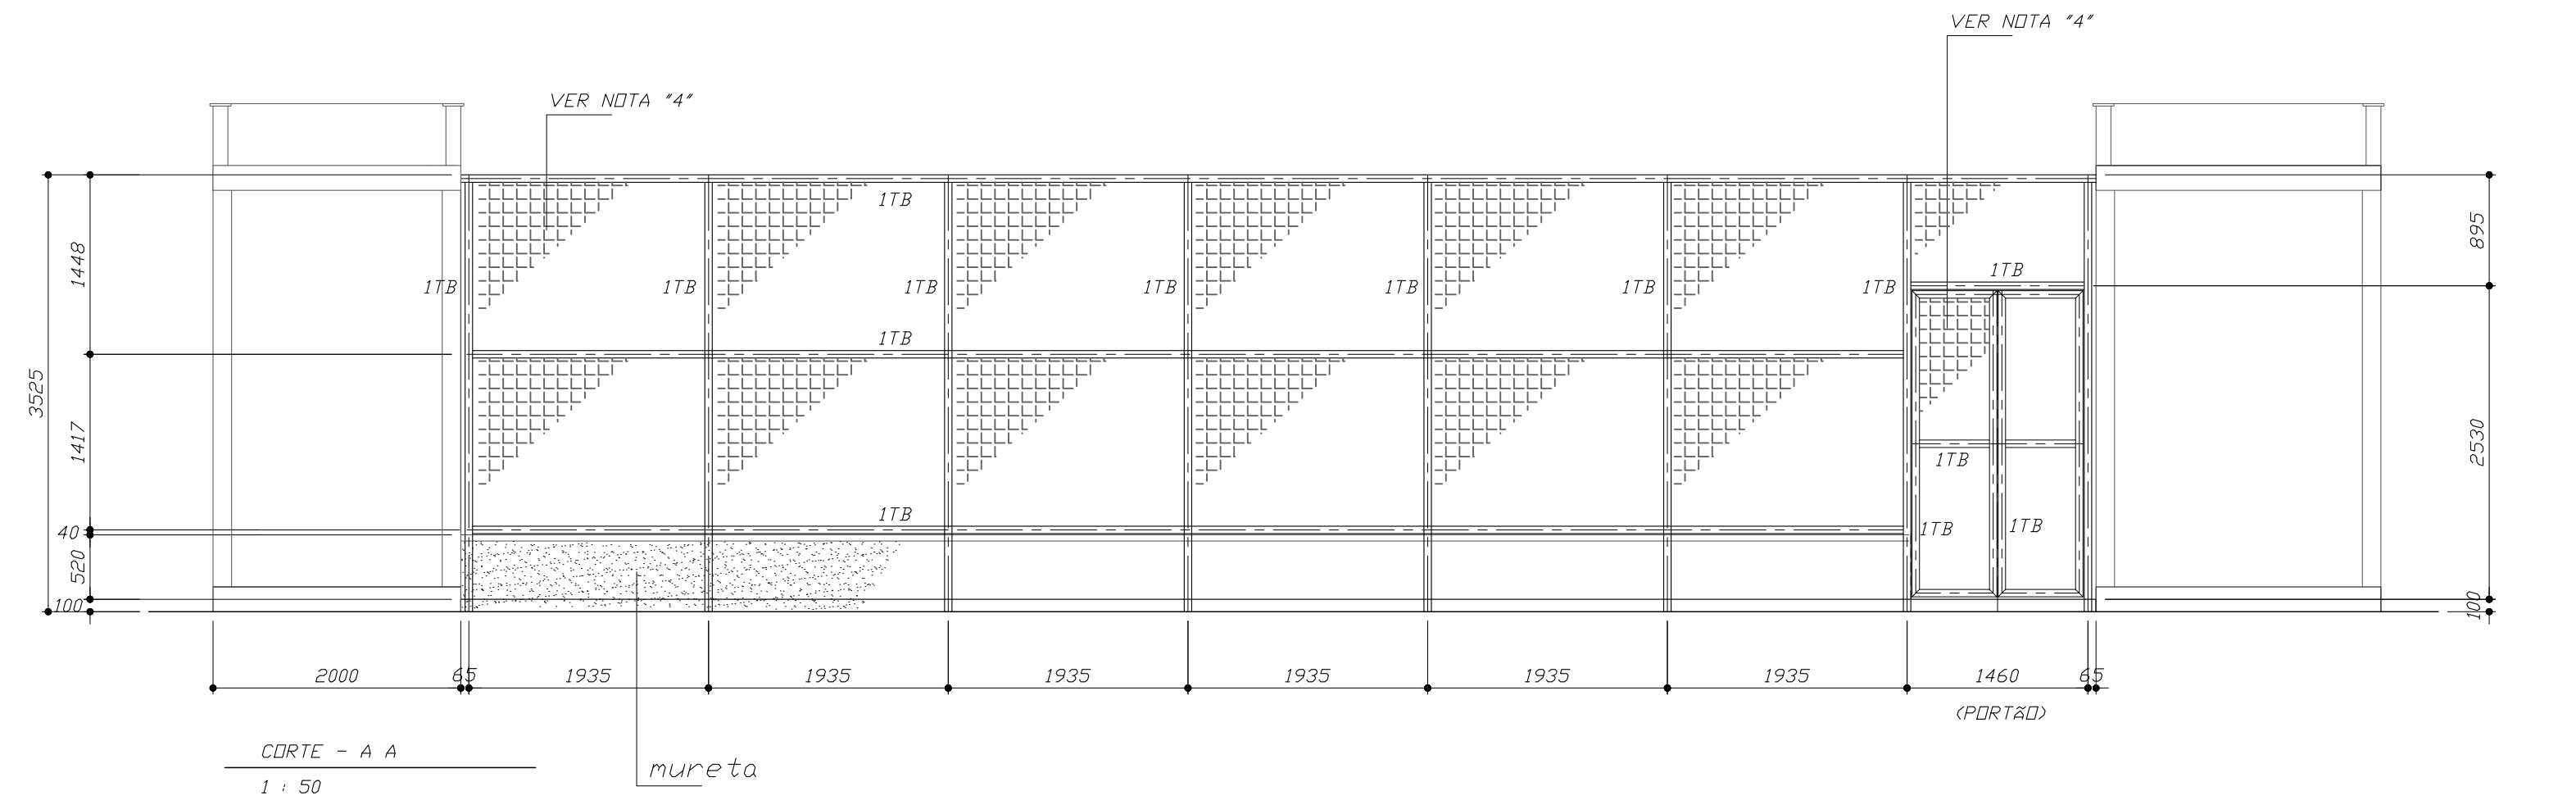 VER NOTA "4"
VER NOTA "4"
1TB
895
1448
1TB
1TB
1TB
1TB
1TB
1TB
1TB
1TB
1TB
3525
1417
2530
1TB
1TB
40
1TB
1TB
520
100
100
2000
65
1935
1935
1935
1935
1935
1935
1460
65
(PORTÃO)
CORTE - A A
mureta
1 : 50